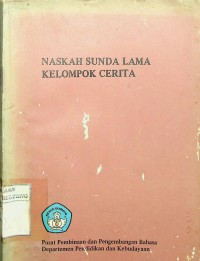 NASKAH SUNDA LAMA
KELOMPOK CERITA
Pusat Pembinaan dan Pengembangan Bahasa
Departemen Pendidikan dan Kebudayaan